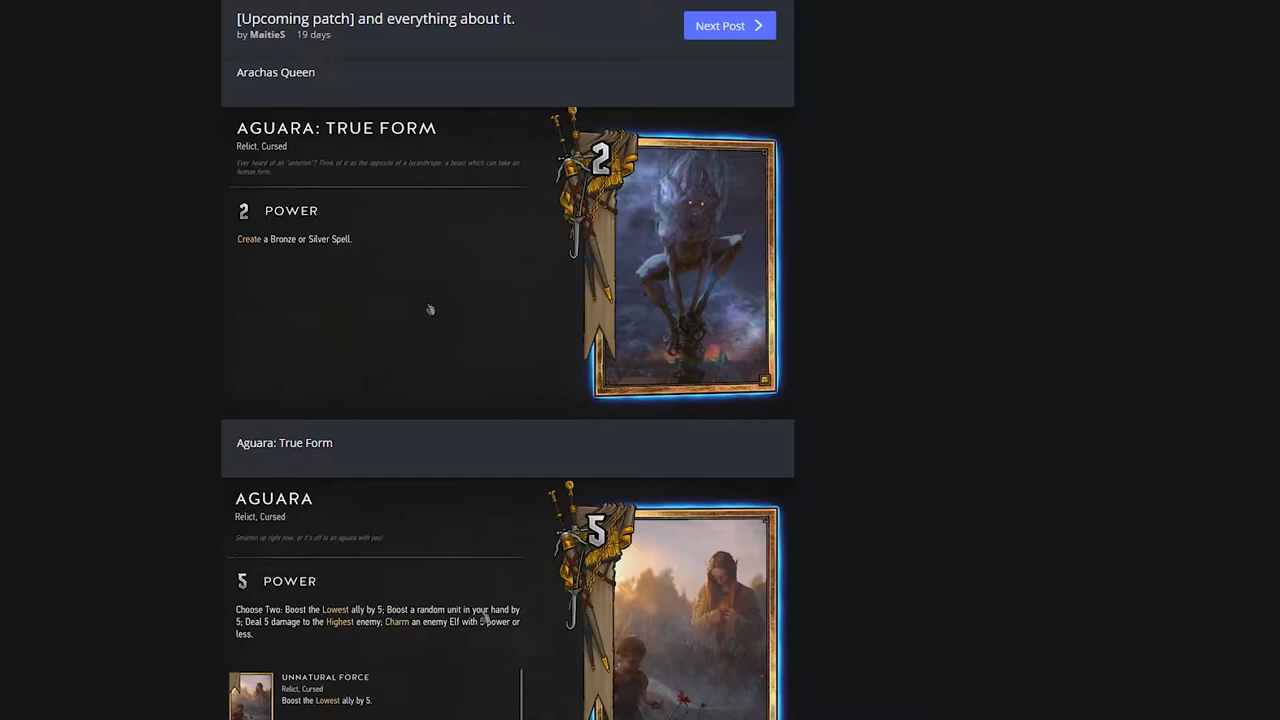 [Upcoming patch] and everything about it.
by MaitieS 19 days
Next Post
Arachas Queen
AGUARA: TRUE FORM
Relict, Cursed
Ever heard of an "anterion"? Think of it as the opposite of a lycanthrope: a beast which can take on
human form.
2 POWER
Create a Bronze or Silver Spell.
2
Aguara: True Form
AGUARA
Relict, Cursed
Smarten up right now, or it's off to an aguara with you!
5 POWER
Choose Two: Boost the Lowest ally by 5; Boost a random unit in your hand by
5; Deal 5 damage to the Highest enemy; Charm an enemy Elf with 5 power or
less.
5
UNNATURAL FORCE
Relict, Cursed
Boost the Lowest ally by 5.